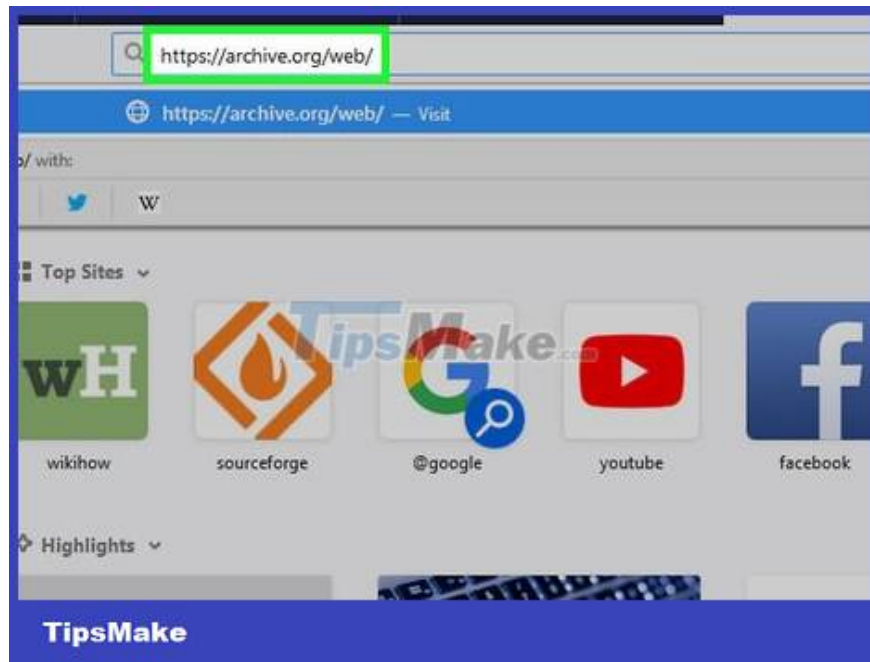 https://archive.org/web/
https://archive.org/web/ — Visit
/ with:
W
Top Sites
TipsMake.com
wH
f
wikihow
sourceforge
@google
youtube
facebook
Highlights
TipsMake